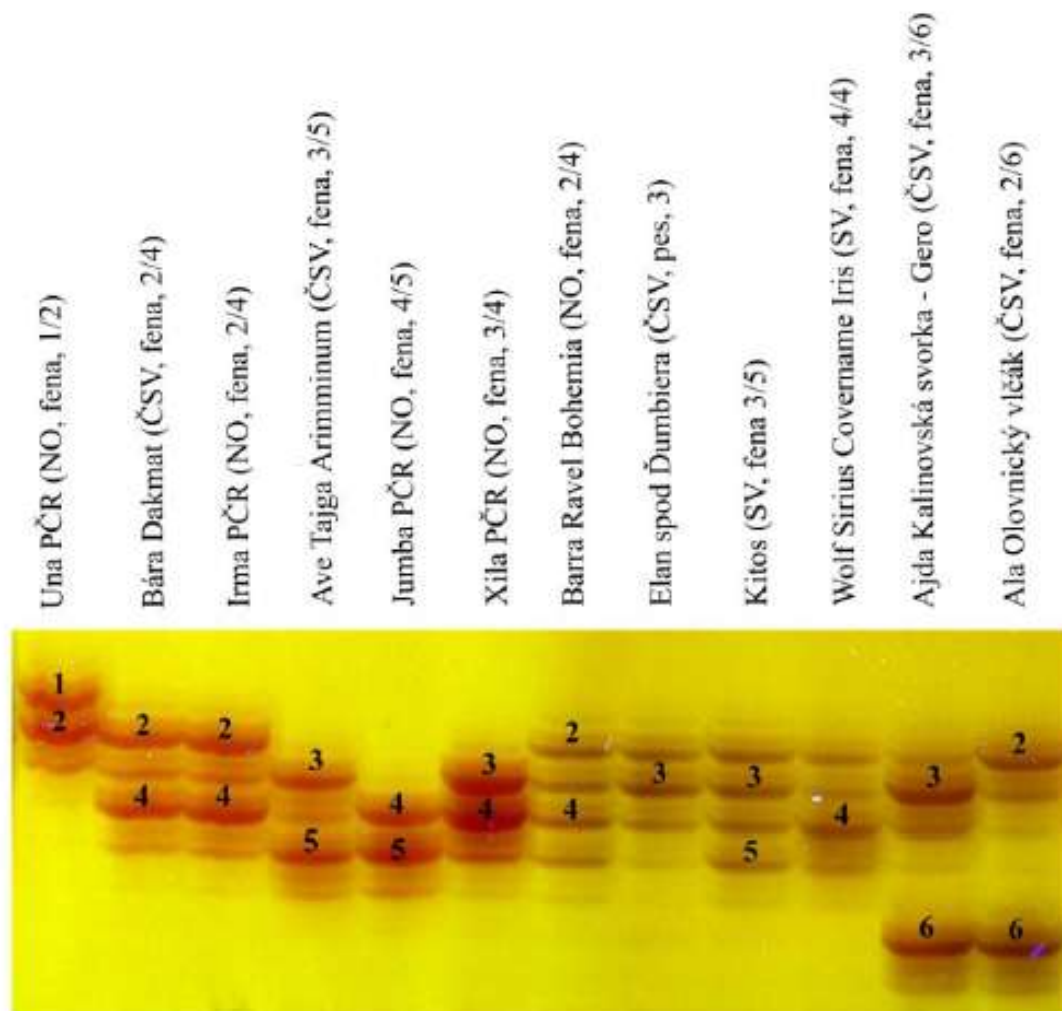 Una PČR (NO, fena, 1/2)
Bára Dakmat (ČSV, fena, 2/4)
Irma PČR (NO, fena, 2/4)
Ave Tajga Ariminum (ČSV, fena, 3/5)
Jumba PČR (NO, fena, 4/5)
Xila PČR (NO, fena, 3/4)
Barra Ravel Bohemia (NO, fena, 2/4)
Elan spod Ďumbiera (ČSV, pes, 3)
Kitos (SV, fena 3/5)
Wolf Sirius Covername Iris (SV, fena, 4/4)
Ajda Kalinovská svorka - Gero (ČSV, fena, 3/6)
Ala Olovnický vlčák (ČSV, fena, 2/6)
1
2 2 2 2 2
3 3 3 3 3
4 4 4 4 4 4
5 5 5
6 6